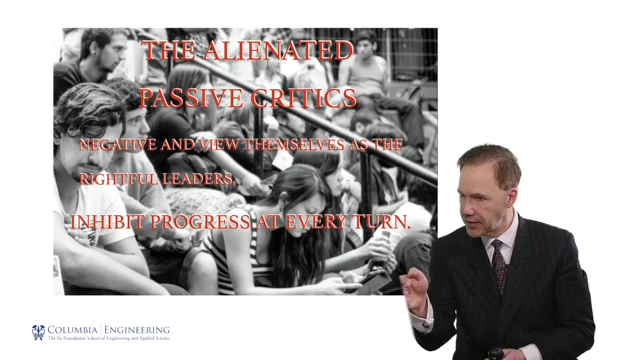 THE ALIENATED
PASSIVE CRITICS
NEGATIVE AND VIEW THEMSELVES AS THE
RIGHTFUL LEADERS.
INHIBIT PROGRESS AT EVERY TURN.
COLUMBIA | ENGINEERING
The Fu Foundation School of Engineering and Applied Science